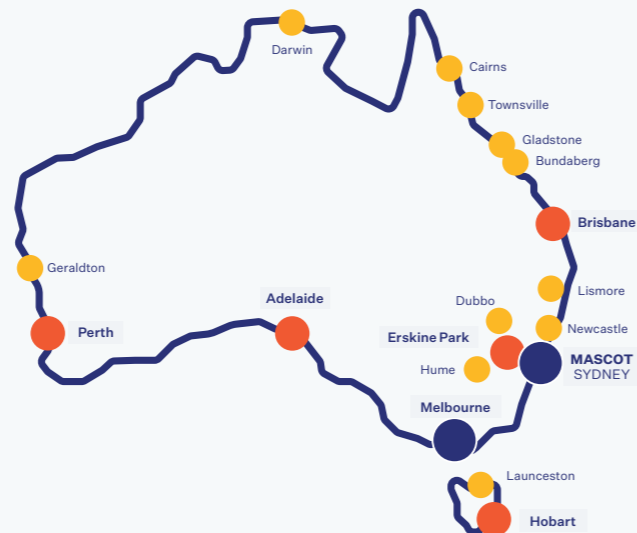 Darwin
Cairns
Townsville
Gladstone
Bundaberg
Brisbane
Geraldton
Lismore
Adelaide
Dubbo
Perth
Newcastle
Erskine Park
MASCOT
SYDNEY
Hume
Melbourne
Launceston
Hobart